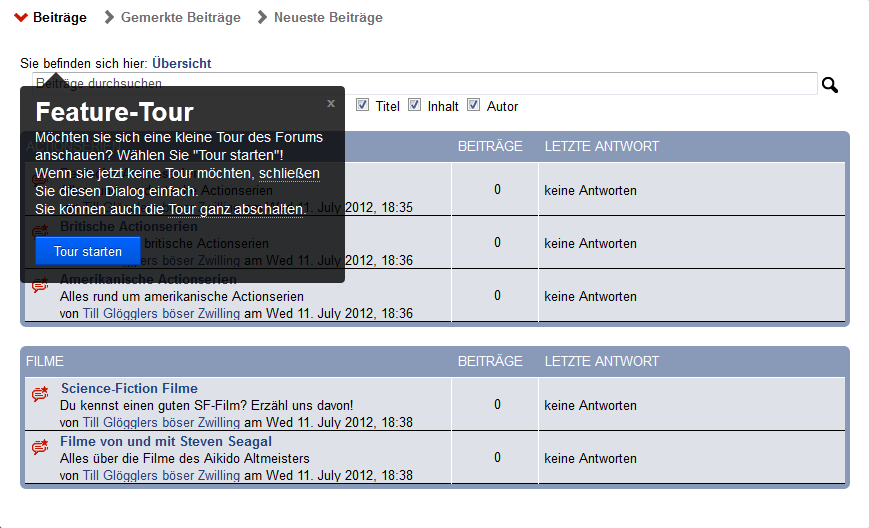 Beiträge Gemerkte Beiträge Neueste Beiträge
Sie befinden sich hier: Übersicht
Beiträge durchsuchen
Titel Inhalt Autor
Feature-Tour x
Möchten sie sich eine kleine Tour des Forums
anschauen? Wählen Sie "Tour starten"!
Wenn sie jetzt keine Tour möchten, schließen
Sie diesen Dialog einfach.
Sie können auch die Tour ganz abschalten.
Tour starten
BEITRÄGE LETZTE ANTWORT
Actionserien 0 keine Antworten
July 2012, 18:35
Britische Actionserien
britische Actionserien 0 keine Antworten
Till Glögglers böser Zwilling am Wed 11. July 2012, 18:36
Amerikanische Actionserien
Alles rund um amerikanische Actionserien 0 keine Antworten
von Till Glögglers böser Zwilling am Wed 11. July 2012, 18:36
FILME BEITRÄGE LETZTE ANTWORT
Science-Fiction Filme
Du kennst einen guten SF-Film? Erzähl uns davon! 0 keine Antworten
von Till Glögglers böser Zwilling am Wed 11. July 2012, 18:38
Filme von und mit Steven Seagal
Alles über die Filme des Aikido Altmeisters 0 keine Antworten
von Till Glögglers böser Zwilling am Wed 11. July 2012, 18:38